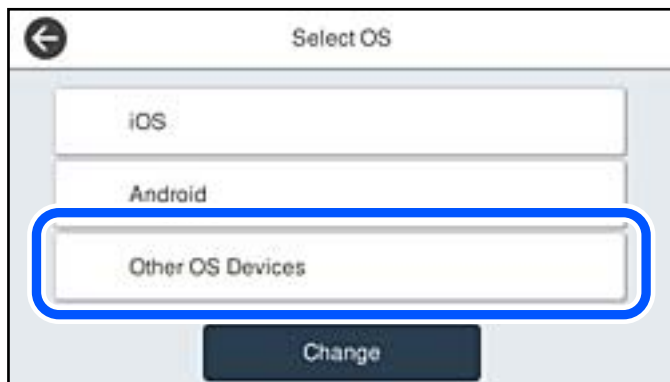 Select OS
iOS
Android
Other OS Devices
Change